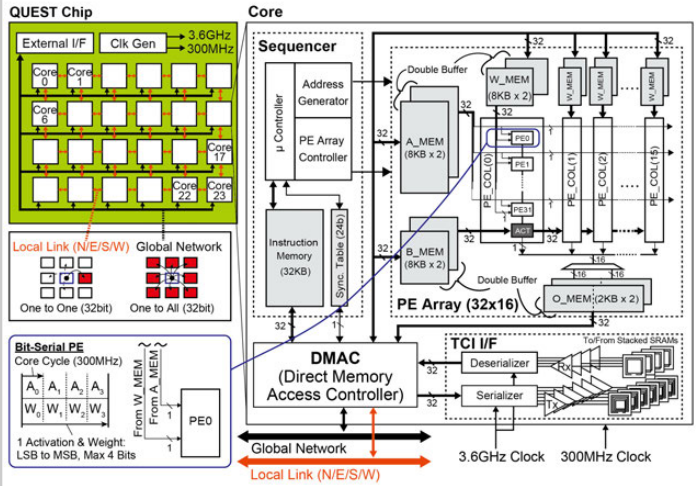 QUEST Chip
External I/F
Clk Gen
3.6GHz
300MHz
Core
0
Core
1
Core
6
Core
17
Core
22
Core
23
Local Link (N/E/S/W)
Global Network
One to One (32bit)
One to All (32bit)
Bit-Serial PE
Core Cycle (300MHz)
A0 A1 A2 A3
W0 W1 W2 W3
1 Activation & Weight:
LSB to MSB, Max 4 Bits
From W_MEM
From A_MEM
1
1
PE0
Core
Sequencer
μ Controller
Address
Generator
PE Array
Controller
Instruction
Memory
(32KB)
Sync. Table (24b)
32
1
DMAC
(Direct Memory
Access Controller)
Global Network
Local Link (N/E/S/W)
32
32
Double Buffer
W_MEM
(8KB x 2)
W_MEM
W_MEM
W_MEM
32
A_MEM
(8KB x 2)
32
32
B_MEM
(8KB x 2)
32
32
PE_COL(0)
PE0
PE1
PE31
ACT
1
PE_COL(1)
PE_COL(2)
PE_COL(15)
16
16
Double Buffer
PE Array (32x16)
O_MEM (2KB x 2)
32
TCI I/F
To/From Stacked SRAMs
Deserializer
Rx
Serializer
Tx
32
32
3.6GHz Clock
300MHz Clock